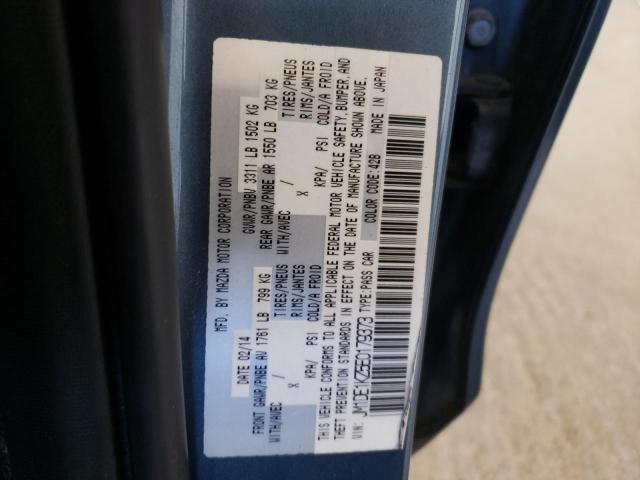 MFD. BY MAZDA MOTOR CORPORATION
DATE 02/14 GVWR/PNBV 3311 LB 1502 KG
FRONT GAWR/PNBE AV 1761 LB 799 KG REAR GAWR/PNBE AR 1550 LB 703 KG
WITH/AVEC TIRES/PNEUS WITH/AVEC TIRES/PNEUS
X / RIMS/JANTES X / RIMS/JANTES
KPA/ PSI COLD/A FROID KPA/ PSI COLD/A FROID
THIS VEHICLE CONFORMS TO ALL APPLICABLE FEDERAL MOTOR VEHICLE SAFETY, BUMPER, AND
THEFT PREVENTION STANDARDS IN EFFECT ON THE DATE OF MANUFACTURE SHOWN ABOVE.
VIN: JM1DE1KZ5E0179373 TYPE:PASS CAR COLOR CODE:42B MADE IN JAPAN